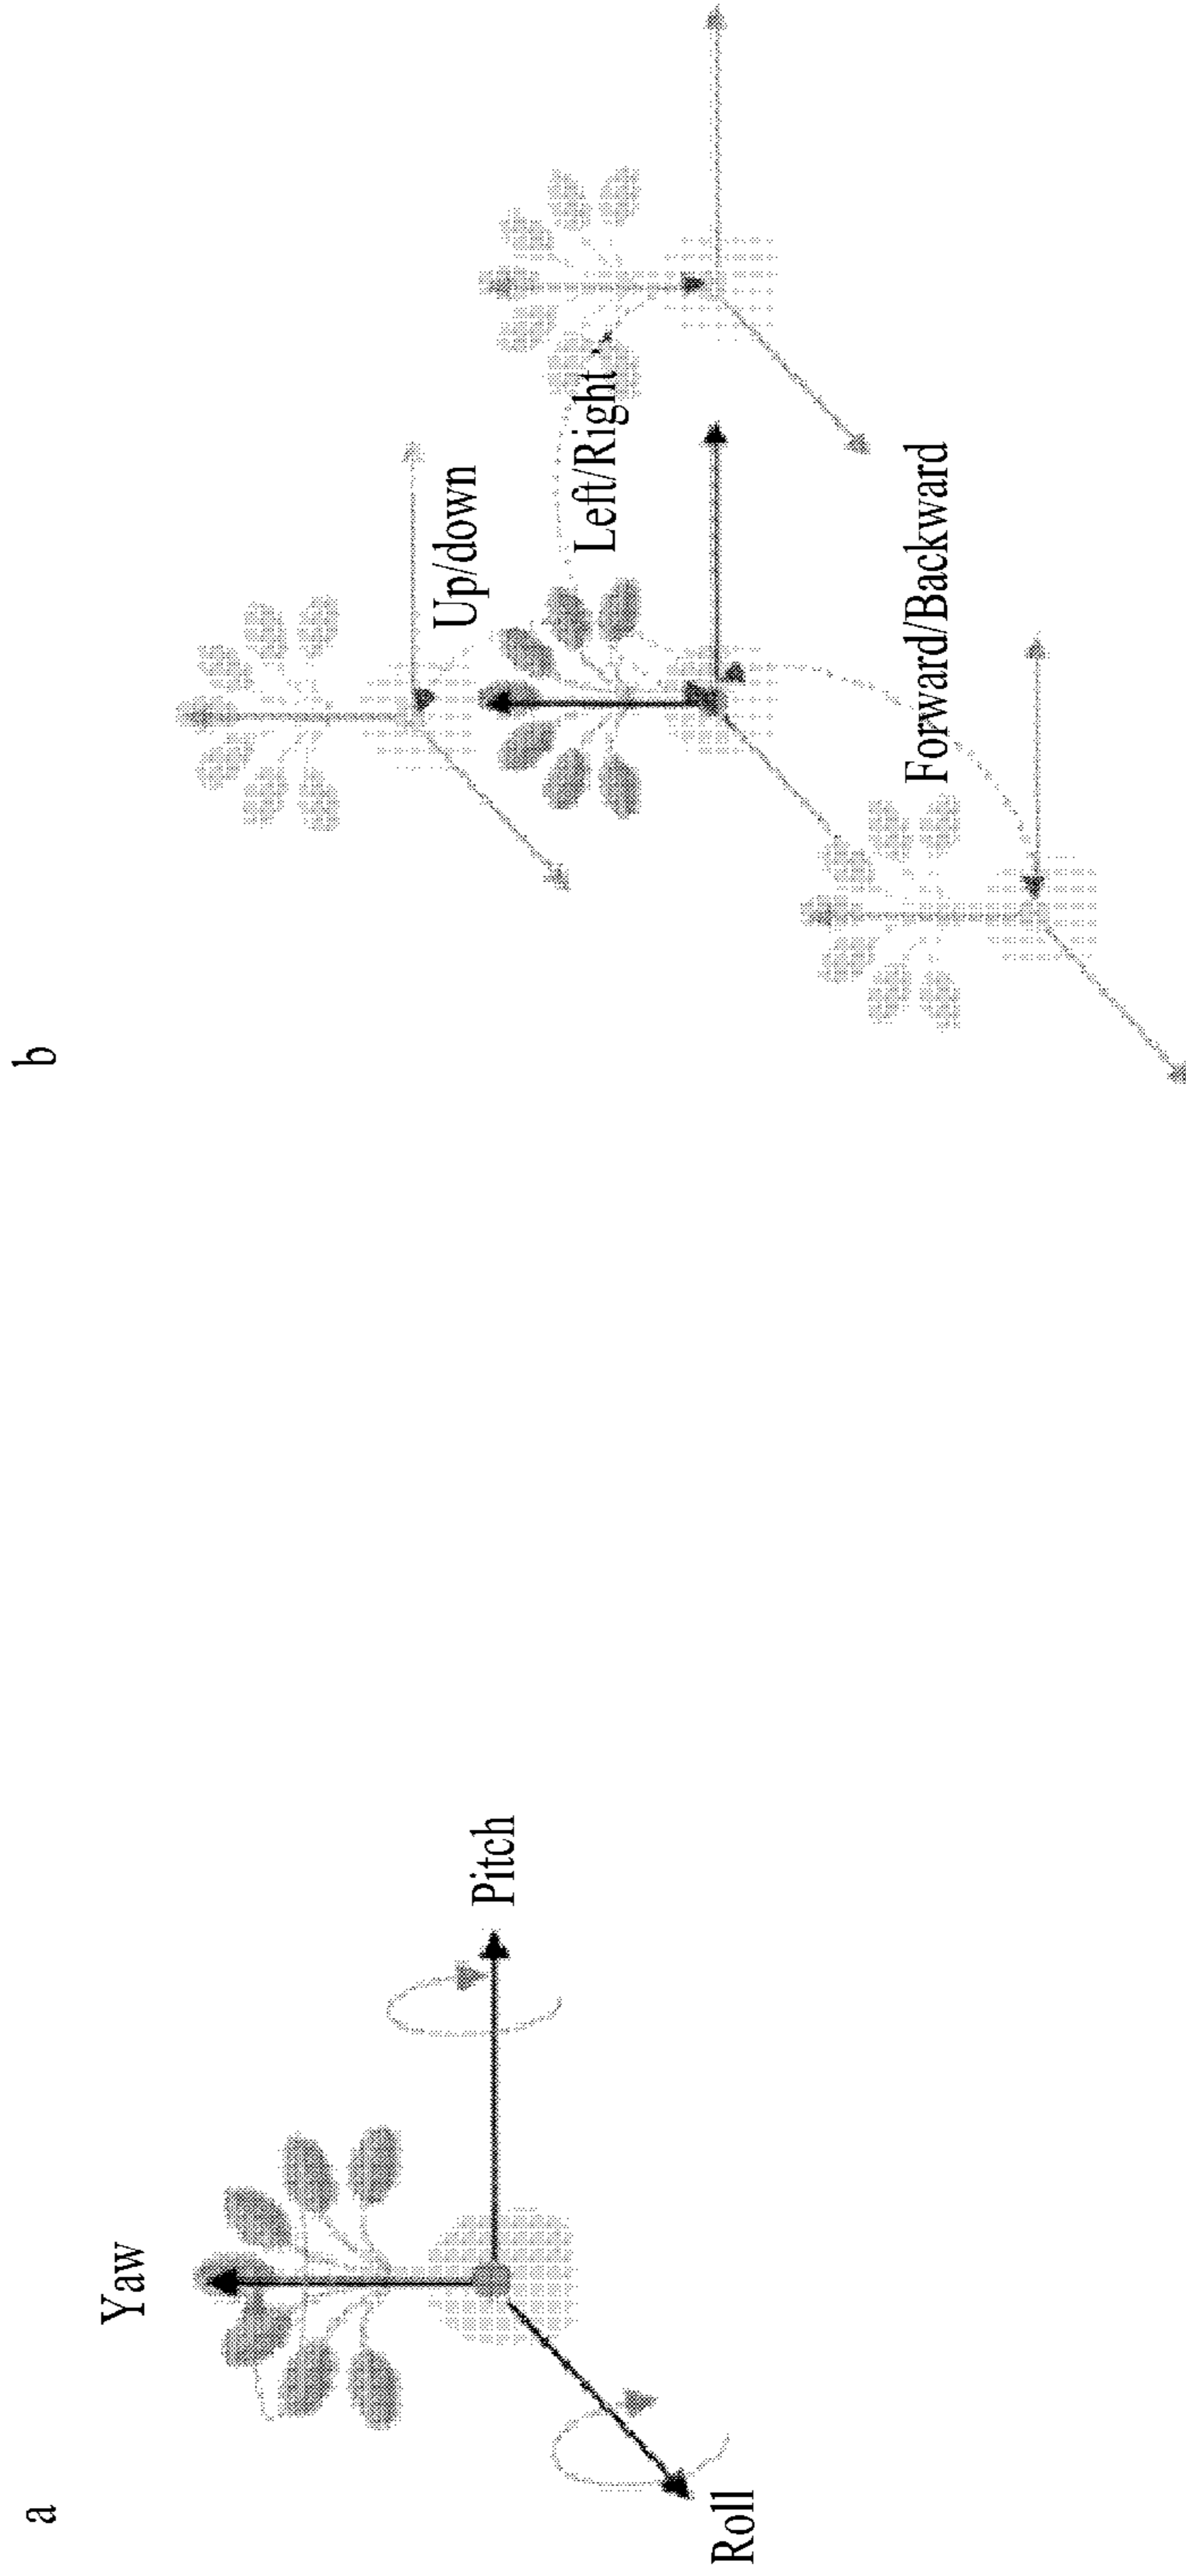 a
Yaw
Pitch
Roll
b
Up/down
Left/Right
Forward/Backward